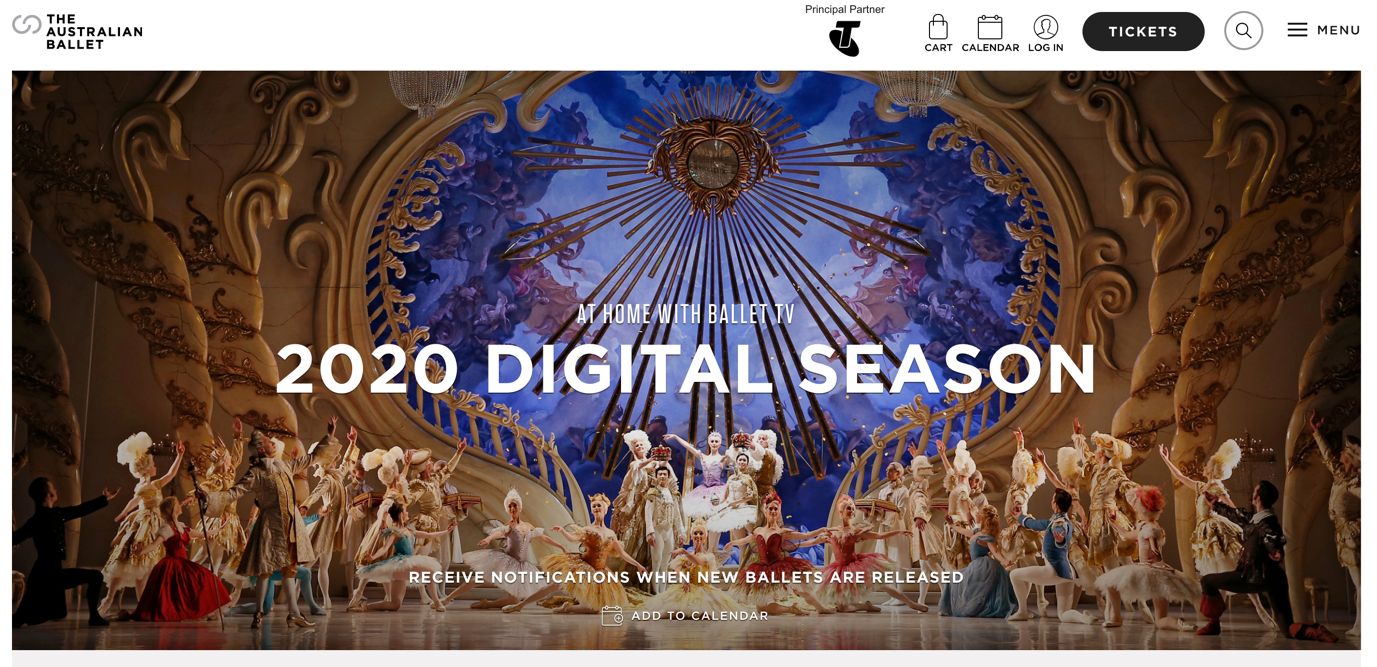 THE
AUSTRALIAN
BALLET
Principal Partner
T
CART
CALENDAR
LOG IN
TICKETS
MENU
AT HOME WITH BALLET TV
2020 DIGITAL SEASON
RECEIVE NOTIFICATIONS WHEN NEW BALLETS ARE RELEASED
ADD TO CALENDAR